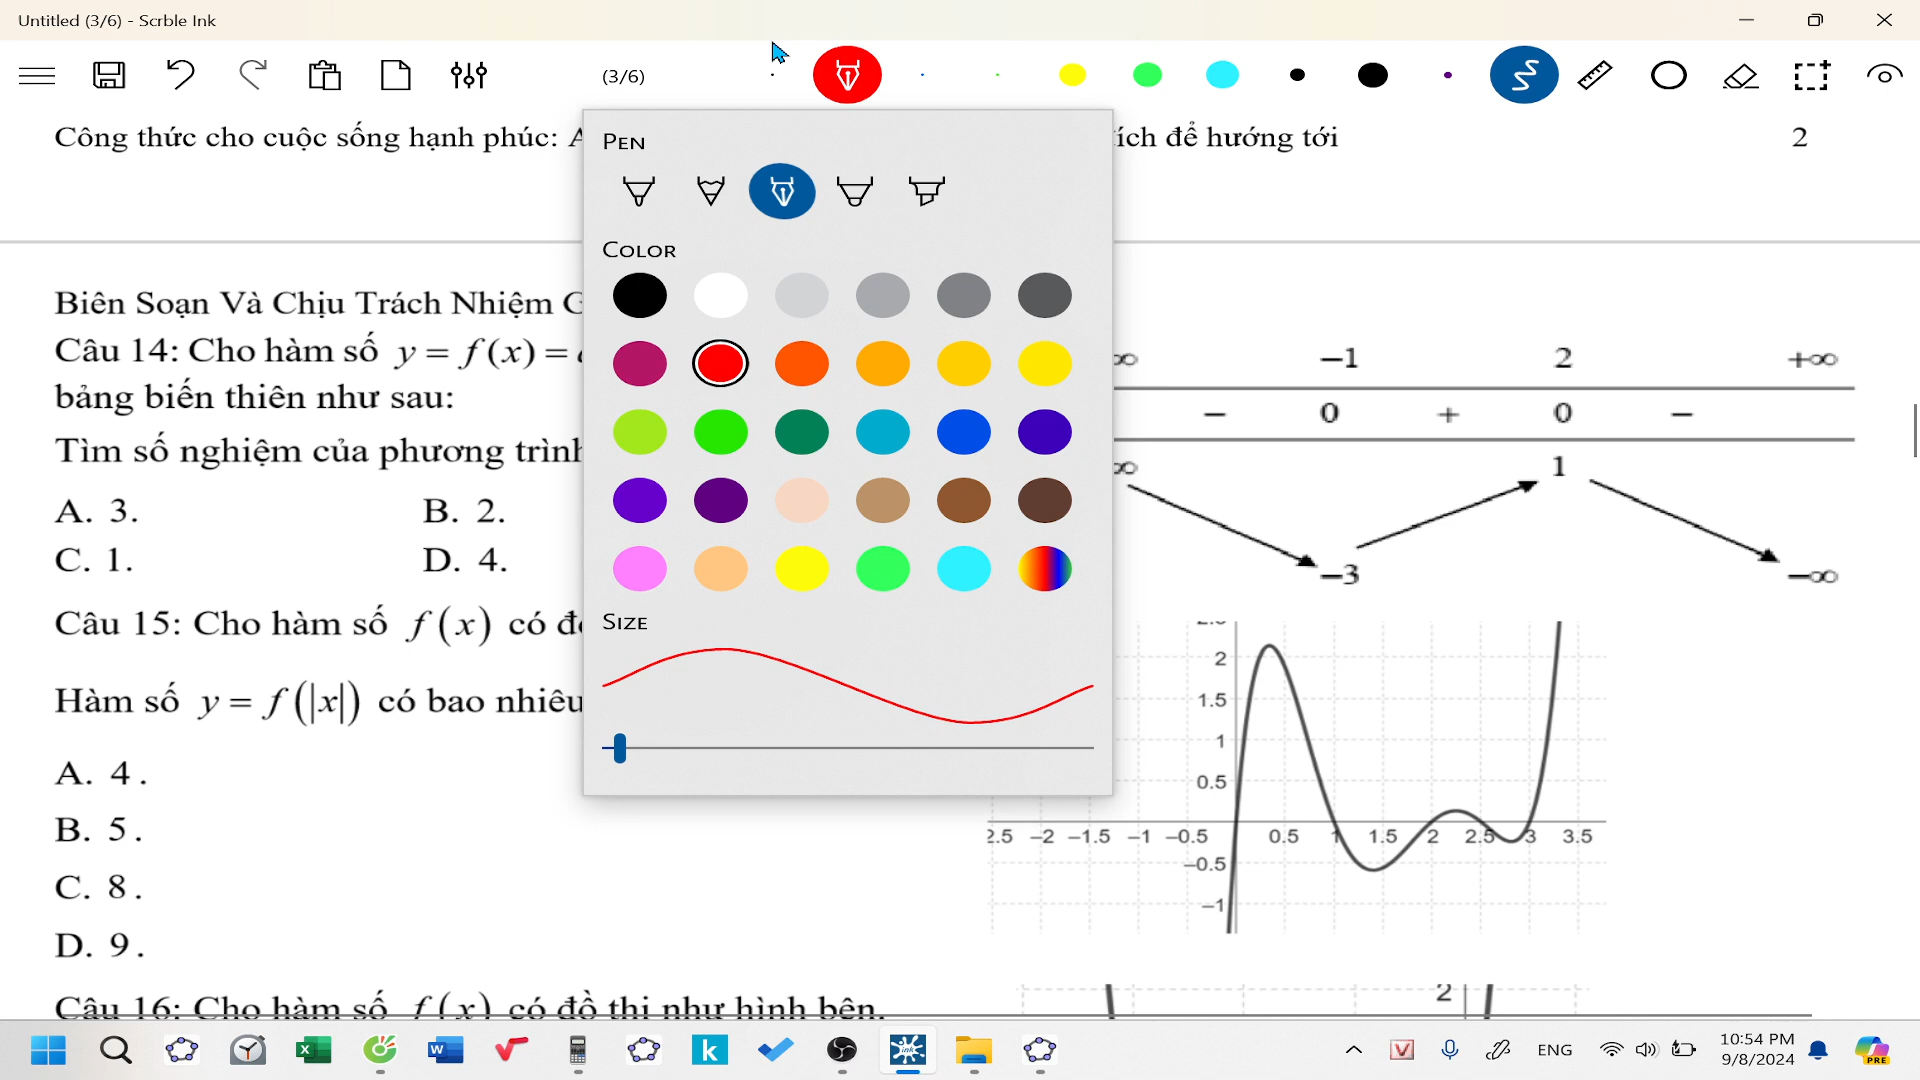 Untitled (3/6) - Scrble Ink
(3/6)
Công thức cho cuộc sống hạnh phúc:
ích để hướng tới
2
PEN
COLOR
SIZE
Biên Soạn Và Chịu Trách Nhiệm
Câu 14: Cho hàm số y = f(x) =
bảng biến thiên như sau:
Tìm số nghiệm của phương trình
A. 3. B. 2.
C. 1. D. 4.
∞ −1 2 +∞
− 0 + 0 −
∞ 1
−3 −∞
Câu 15: Cho hàm số f(x) có
Hàm số y = f(|x|) có bao nhiêu
A. 4.
B. 5.
C. 8.
D. 9.
2
1.5
1
0.5
2.5 −2 −1.5 −1 −0.5 0.5 1 1.5 2 2.5 3 3.5
−0.5
−1
Câu 16: Cho hàm số f(x) có đồ thị như hình bên.
2
ENG
10:54 PM
9/8/2024
PRE